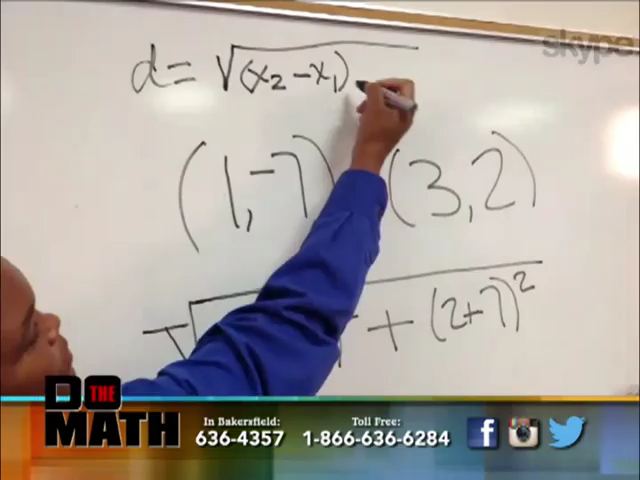 skype
d = √(x₂ - x₁)
(1, -7) (3, 2)
+ (2+7)²
DO THE MATH
In Bakersfield: 636-4357
Toll Free: 1-866-636-6284